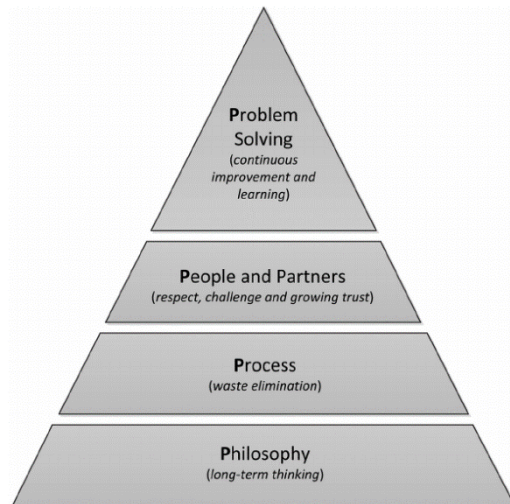 Problem
Solving
(continuous
improvement and
learning)
People and Partners
(respect, challenge and growing trust)
Process
(waste elimination)
Philosophy
(long-term thinking)